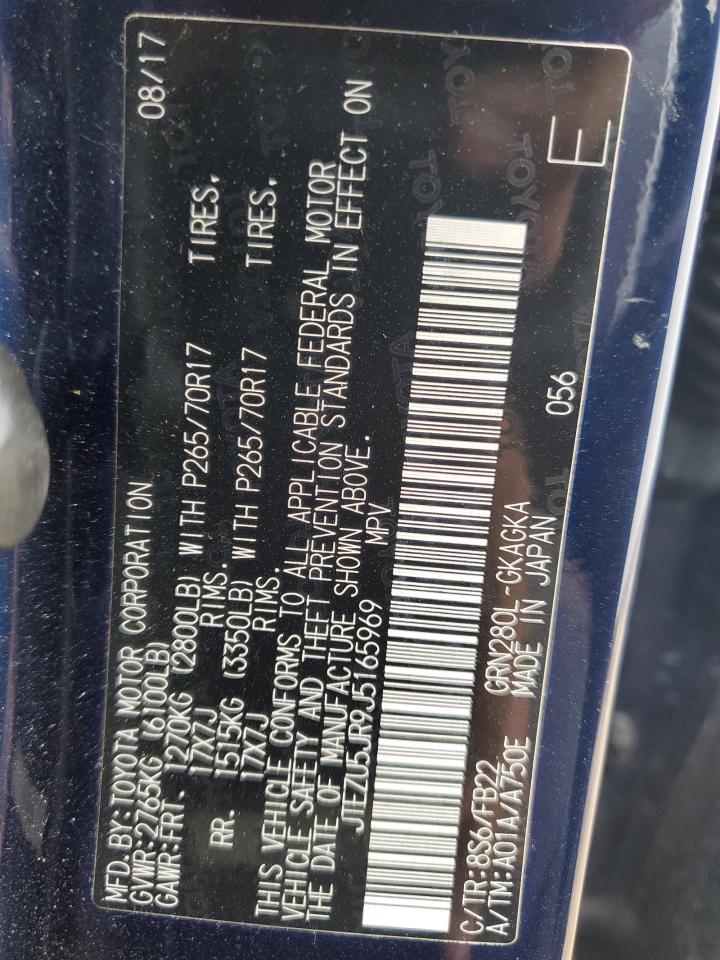 MFD. BY: TOYOTA MOTOR CORPORATION 08/17
GVWR: 2765KG (6100LB)
GAWR: FRT. 1270KG (2800LB) WITH P265/70R17 TIRES,
17X7J RIMS.
RR. 1515KG (3350LB) WITH P265/70R17 TIRES,
17X7J RIMS.
THIS VEHICLE CONFORMS TO ALL APPLICABLE FEDERAL MOTOR
VEHICLE SAFETY AND THEFT PREVENTION STANDARDS IN EFFECT ON
THE DATE OF MANUFACTURE SHOWN ABOVE.
JTEZU5JR9J5165969 MPV
C/TR: 8S6/FB22 056
A/TM: A01A/A750E GRN280L-GKAGKA
MADE IN JAPAN
E